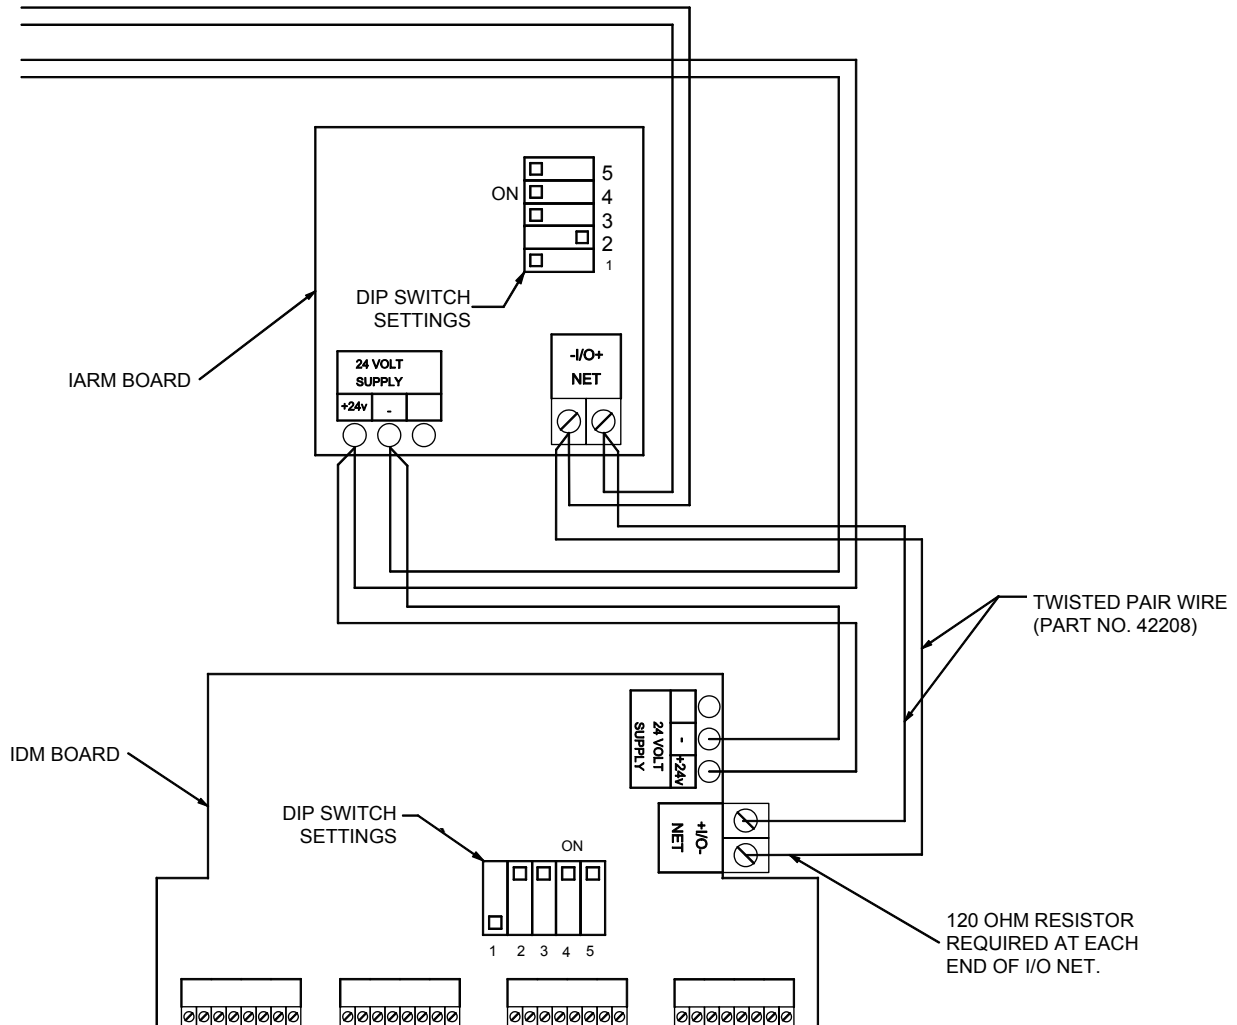 5
ON
4
3
2
1
DIP SWITCH
SETTINGS
-I/O+
NET
24 VOLT
SUPPLY
+24v
-
IARM BOARD
TWISTED PAIR WIRE
(PART NO. 42208)
24 VOLT
SUPPLY
-
+24v
IDM BOARD
DIP SWITCH
SETTINGS
+I/O-
NET
ON
1 2 3 4 5
120 OHM RESISTOR
REQUIRED AT EACH
END OF I/O NET.